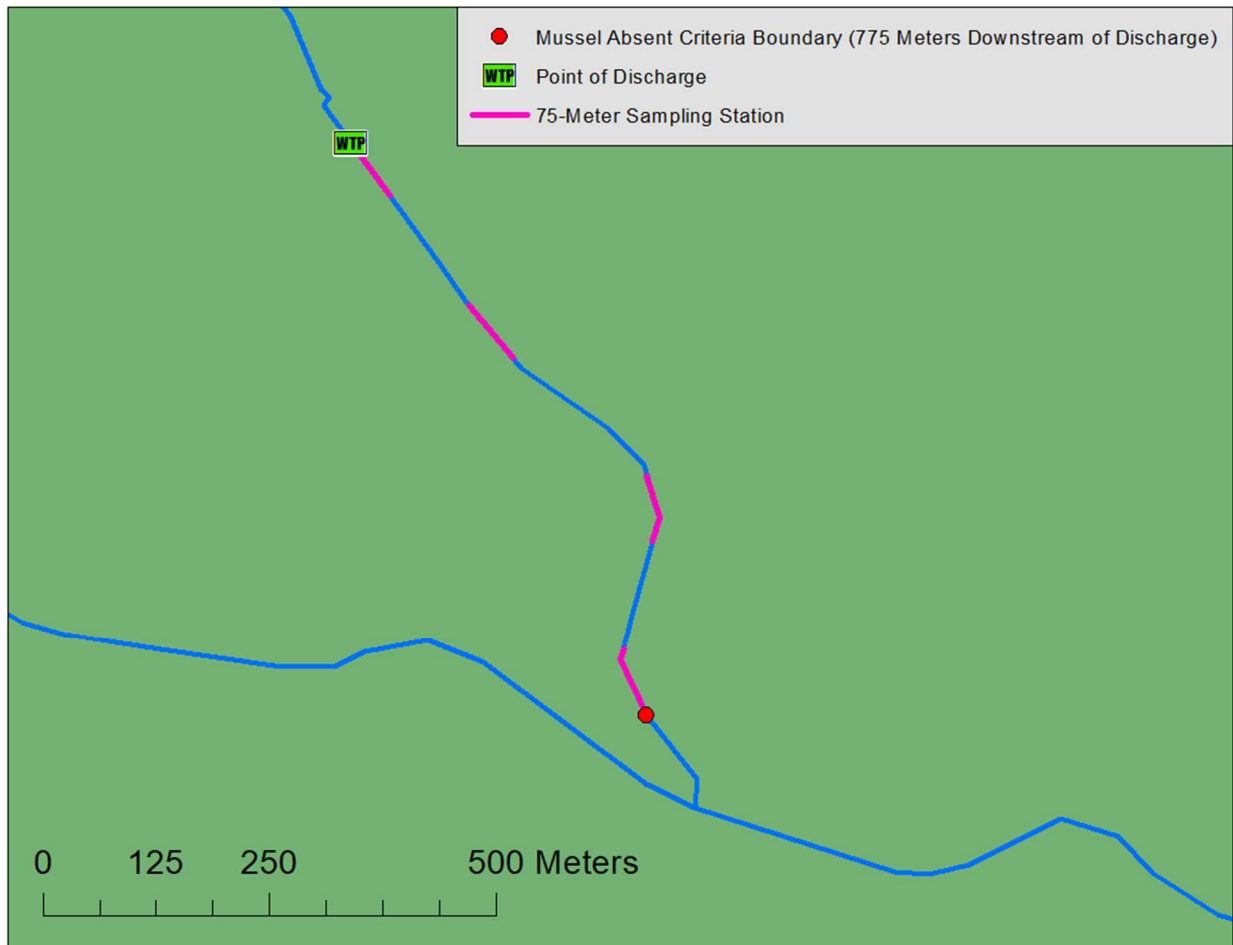 Mussel Absent Criteria Boundary (775 Meters Downstream of Discharge)
WTP Point of Discharge
75-Meter Sampling Station
WTP
0 125 250 500 Meters